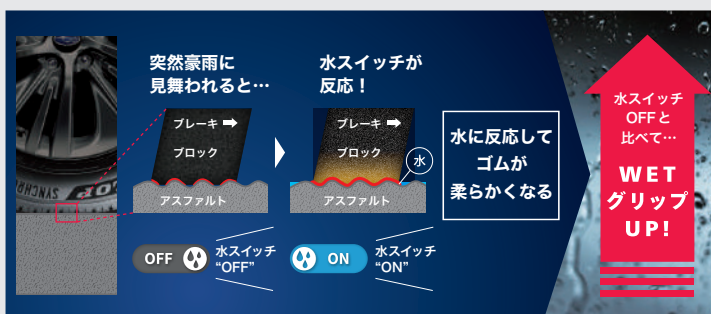 突然豪雨に
見舞われると…
水スイッチが
反応！
ブレーキ
ブロック
アスファルト
ブレーキ
ブロック
水
アスファルト
水に反応して
ゴムが
柔らかくなる
OFF
水スイッチ
“OFF”
ON
水スイッチ
“ON”
水スイッチ
OFFと
比べて…
WET
グリップ
UP!